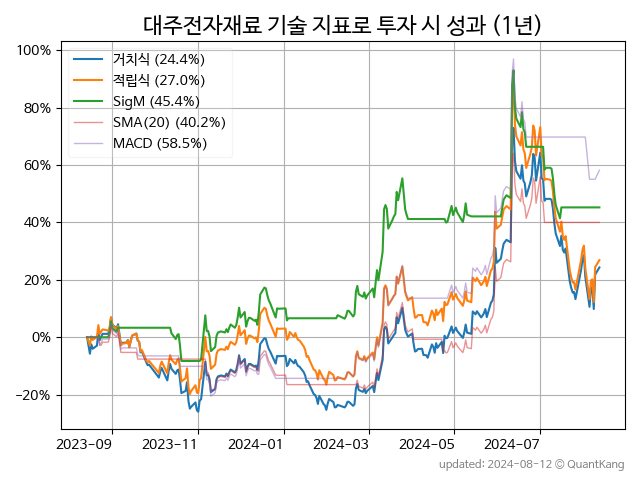 대주전자재료 기술 지표로 투자 시 성과 (1년)
100%
80%
60%
40%
20%
0%
−20%
거치식 (24.4%)
적립식 (27.0%)
SigM (45.4%)
SMA(20) (40.2%)
MACD (58.5%)
2023-09
2023-11
2024-01
2024-03
2024-05
2024-07
updated: 2024-08-12 © QuantKang